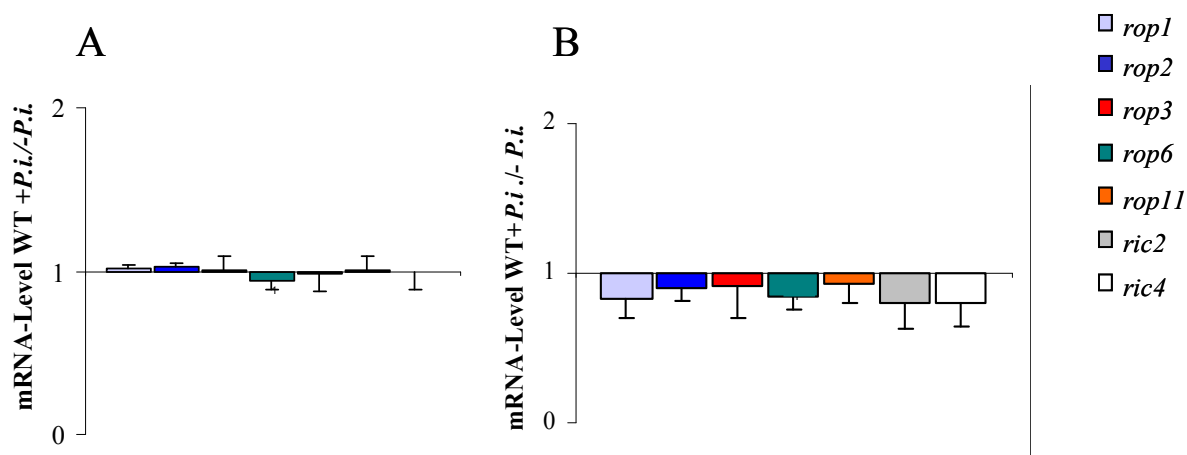 A
mRNA-Level WT +P.i./-P.i.
2
1
0
B
mRNA-Level WT+P.i ./- P.i.
2
1
0
rop1
rop2
rop3
rop6
rop11
ric2
ric4